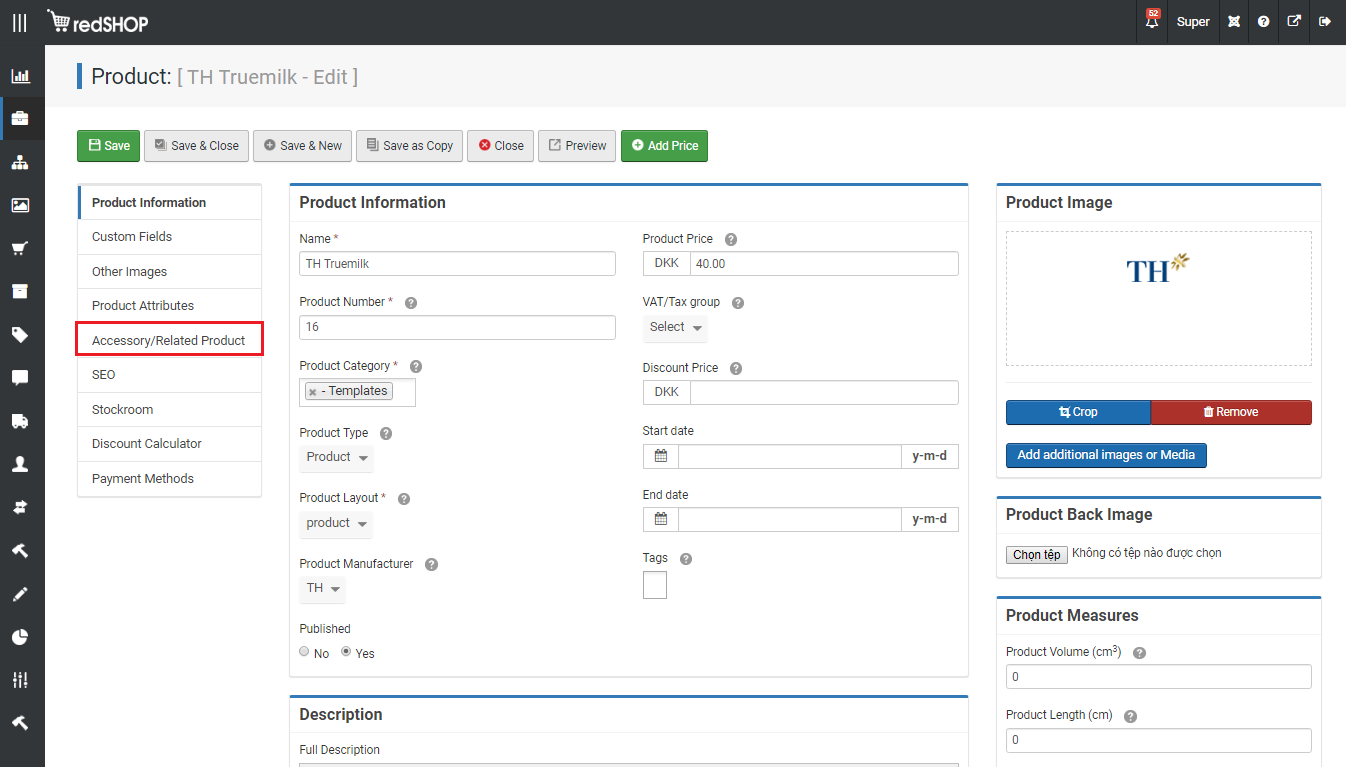 redSHOP
52
Super
Product: [ TH Truemilk - Edit ]
Save
Save & Close
Save & New
Save as Copy
Close
Preview
Add Price
Product Information
Custom Fields
Other Images
Product Attributes
Accessory/Related Product
SEO
Stockroom
Discount Calculator
Payment Methods
Product Information
Name *
TH Truemilk
Product Number *
16
Product Category *
- Templates
Product Type
Product
Product Layout *
product
Product Manufacturer
TH
Published
No Yes
Product Price
DKK 40.00
VAT/Tax group
Select
Discount Price
DKK
Start date
y-m-d
End date
y-m-d
Tags
Description
Full Description
Product Image
TH
Crop
Remove
Add additional images or Media
Product Back Image
Chọn tệp Không có tệp nào được chọn
Product Measures
Product Volume (cm³)
0
Product Length (cm)
0